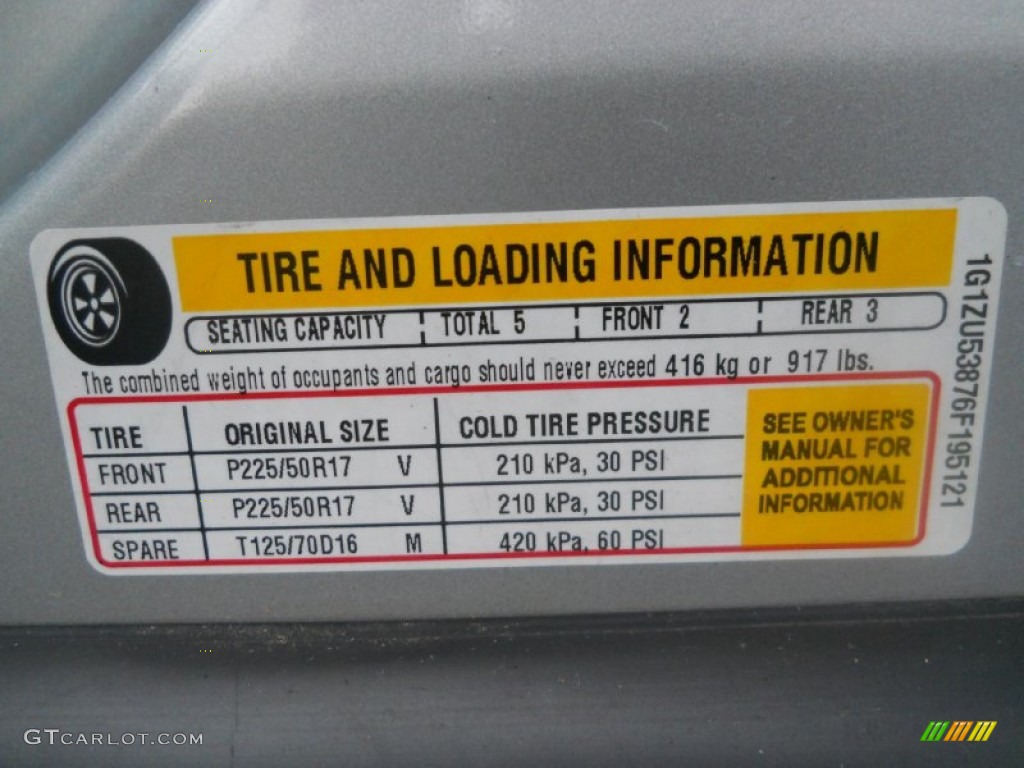 TIRE AND LOADING INFORMATION
SEATING CAPACITY TOTAL 5 FRONT 2 REAR 3
The combined weight of occupants and cargo should never exceed 416 kg or 917 lbs.
TIRE ORIGINAL SIZE COLD TIRE PRESSURE
FRONT P225/50R17 V 210 kPa, 30 PSI
REAR P225/50R17 V 210 kPa, 30 PSI
SPARE T125/70D16 M 420 kPa, 60 PSI
SEE OWNER'S
MANUAL FOR
ADDITIONAL
INFORMATION
1G1ZU53876F195121
GTCARLOT.COM